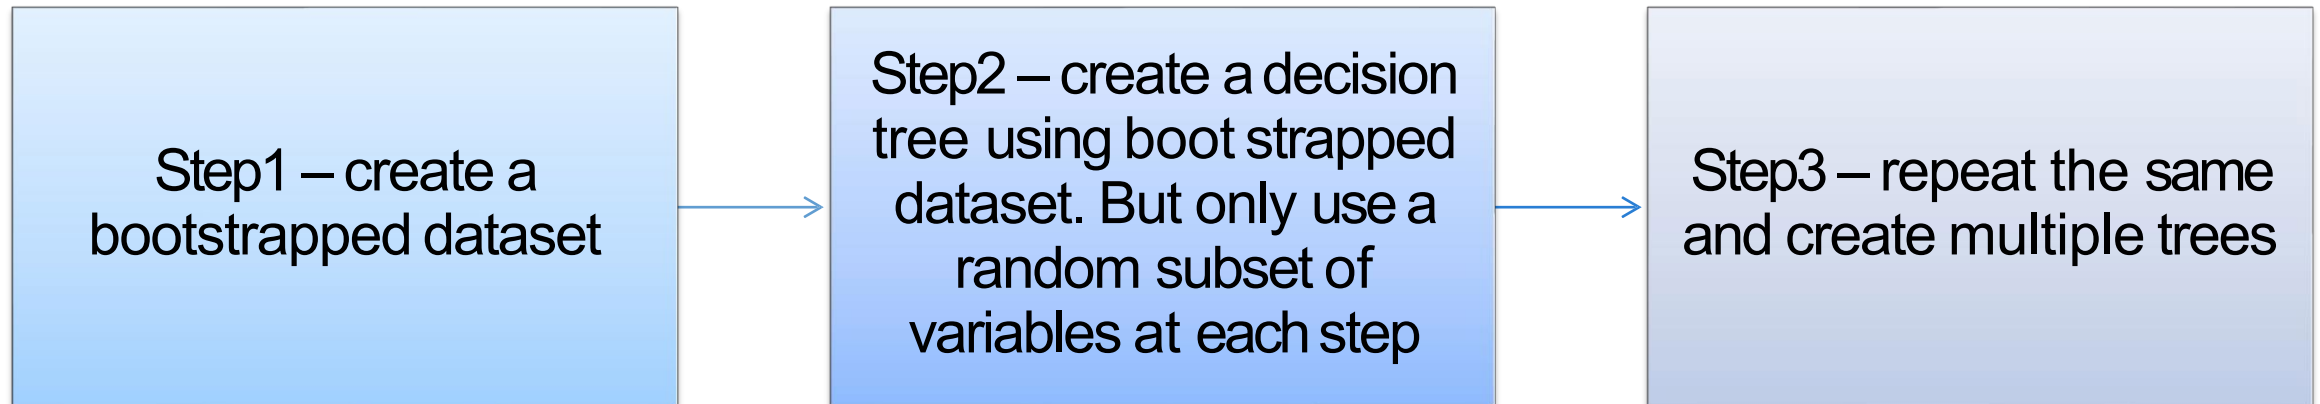 Step1 – create a
bootstrapped dataset
Step2 – create a decision
tree using boot strapped
dataset. But only use a
random subset of
variables at each step
Step3 – repeat the same
and create multiple trees